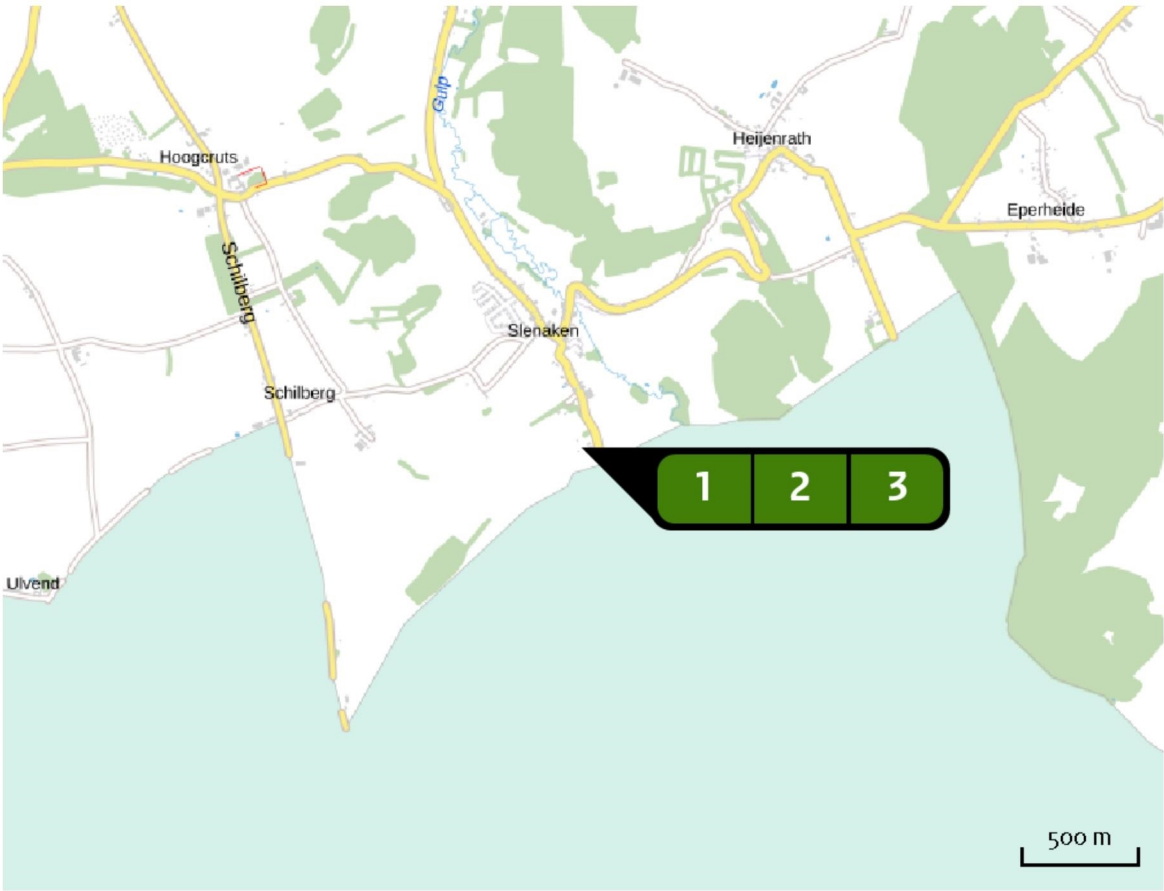 Gulp
Heijenrath
Hoogcruts
Eperheide
Schilberg
Slenaken
Schilberg
1 2 3
Ulvend
500 m